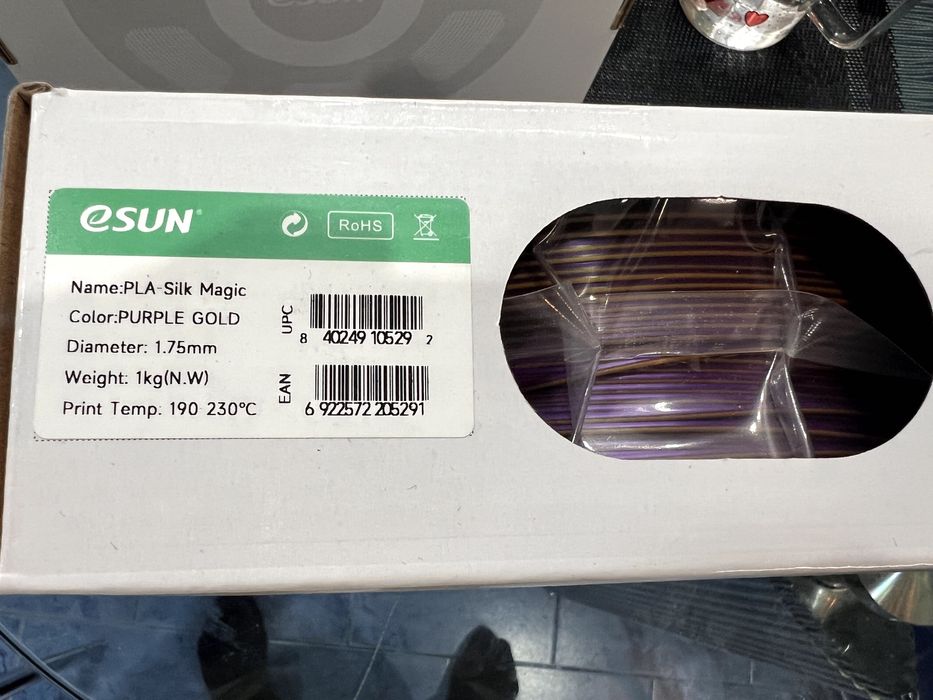 eSUN
eSUN®
RoHS
Name:PLA-Silk Magic
Color:PURPLE GOLD
Diameter: 1.75mm
Weight: 1kg(N.W)
Print Temp: 190 230°C
UPC
8 40249 10529 2
EAN
6 922572 205291